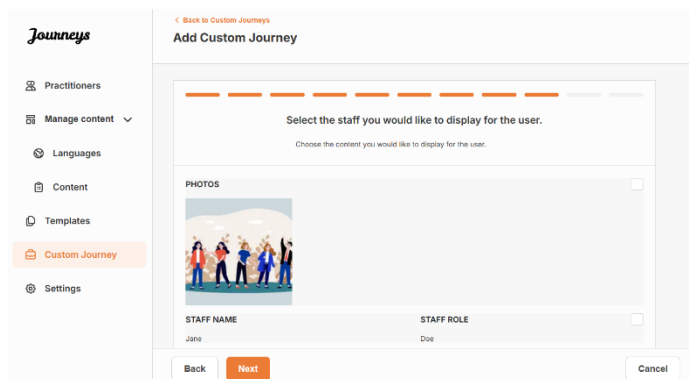 Journeys
Practitioners
Manage content
Languages
Content
Templates
Custom Journey
Settings
< Back to Custom Journeys
Add Custom Journey
Select the staff you would like to display for the user.
Choose the content you would like to display for the user.
PHOTOS
STAFF NAME STAFF ROLE
Jane Doe
Back Next Cancel